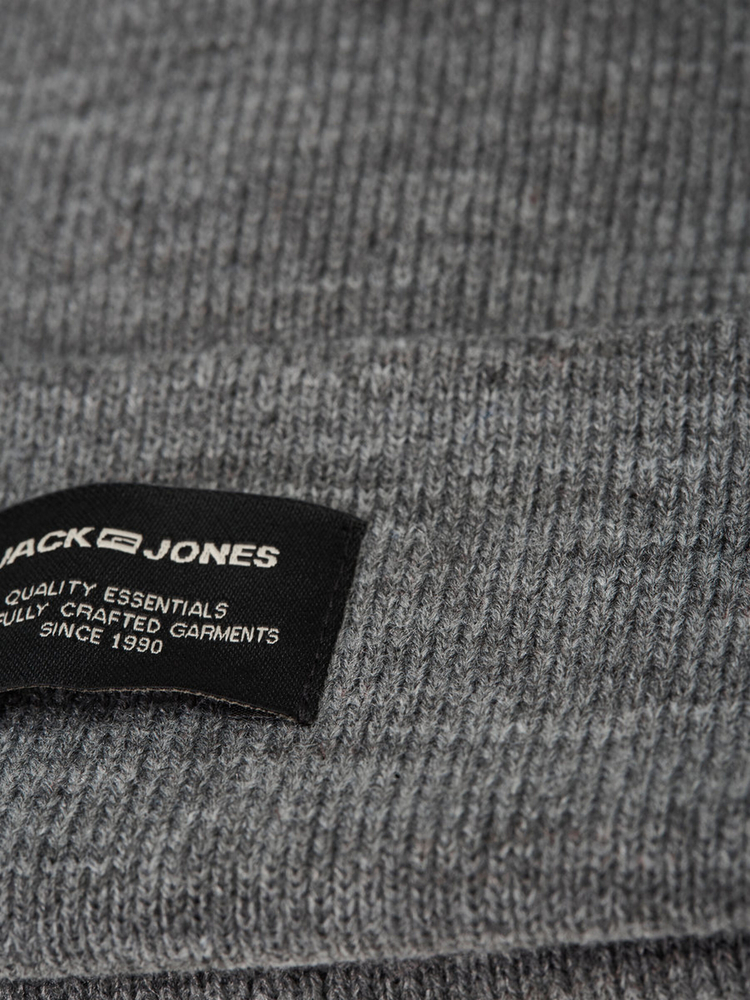 JACK & JONES
QUALITY ESSENTIALS
FULLY CRAFTED GARMENTS
SINCE 1990